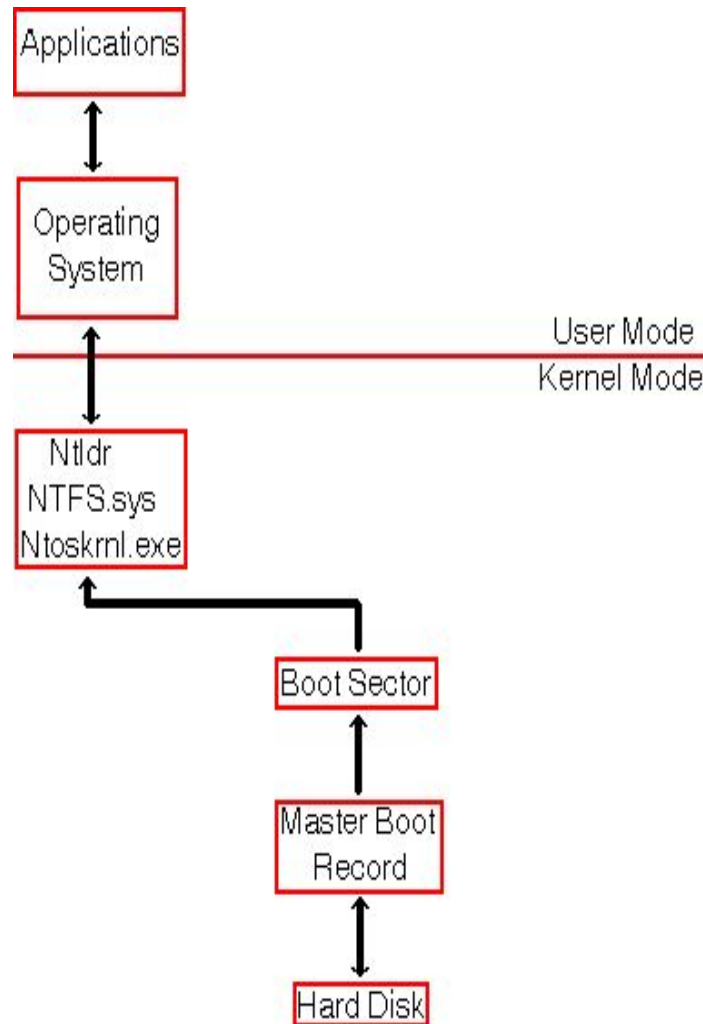 Applications
Operating
System
User Mode
Kernel Mode
Ntldr
NTFS.sys
Ntoskrnl.exe
Boot Sector
Master Boot
Record
Hard Disk